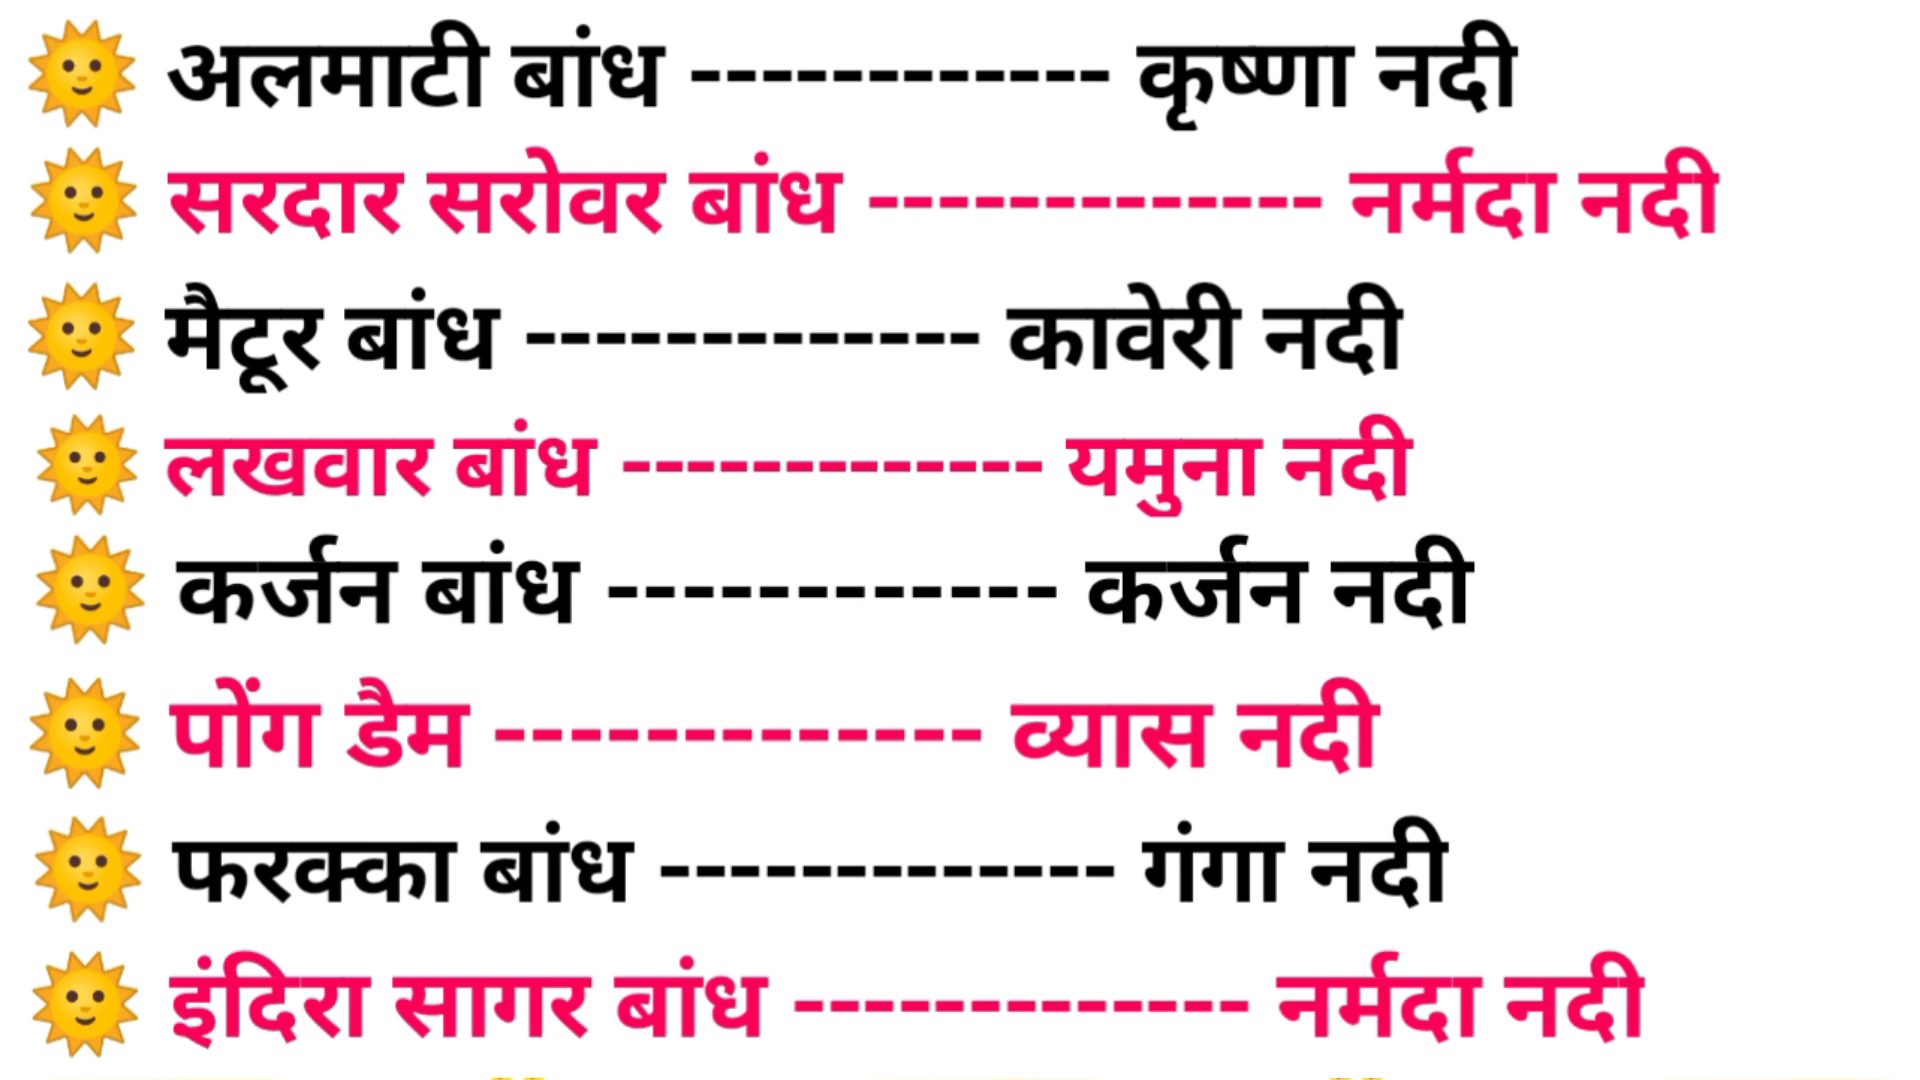 🌞 अलमाटी बांध ------------ कृष्णा नदी
🌞 सरदार सरोवर बांध ------------- नर्मदा नदी
🌞 मैटूर बांध ------------- कावेरी नदी
🌞 लखवार बांध ------------- यमुना नदी
🌞 कर्जन बांध ------------- कर्जन नदी
🌞 पोंग डैम ------------- व्यास नदी
🌞 फरक्का बांध ------------- गंगा नदी
🌞 इंदिरा सागर बांध ------------- नर्मदा नदी